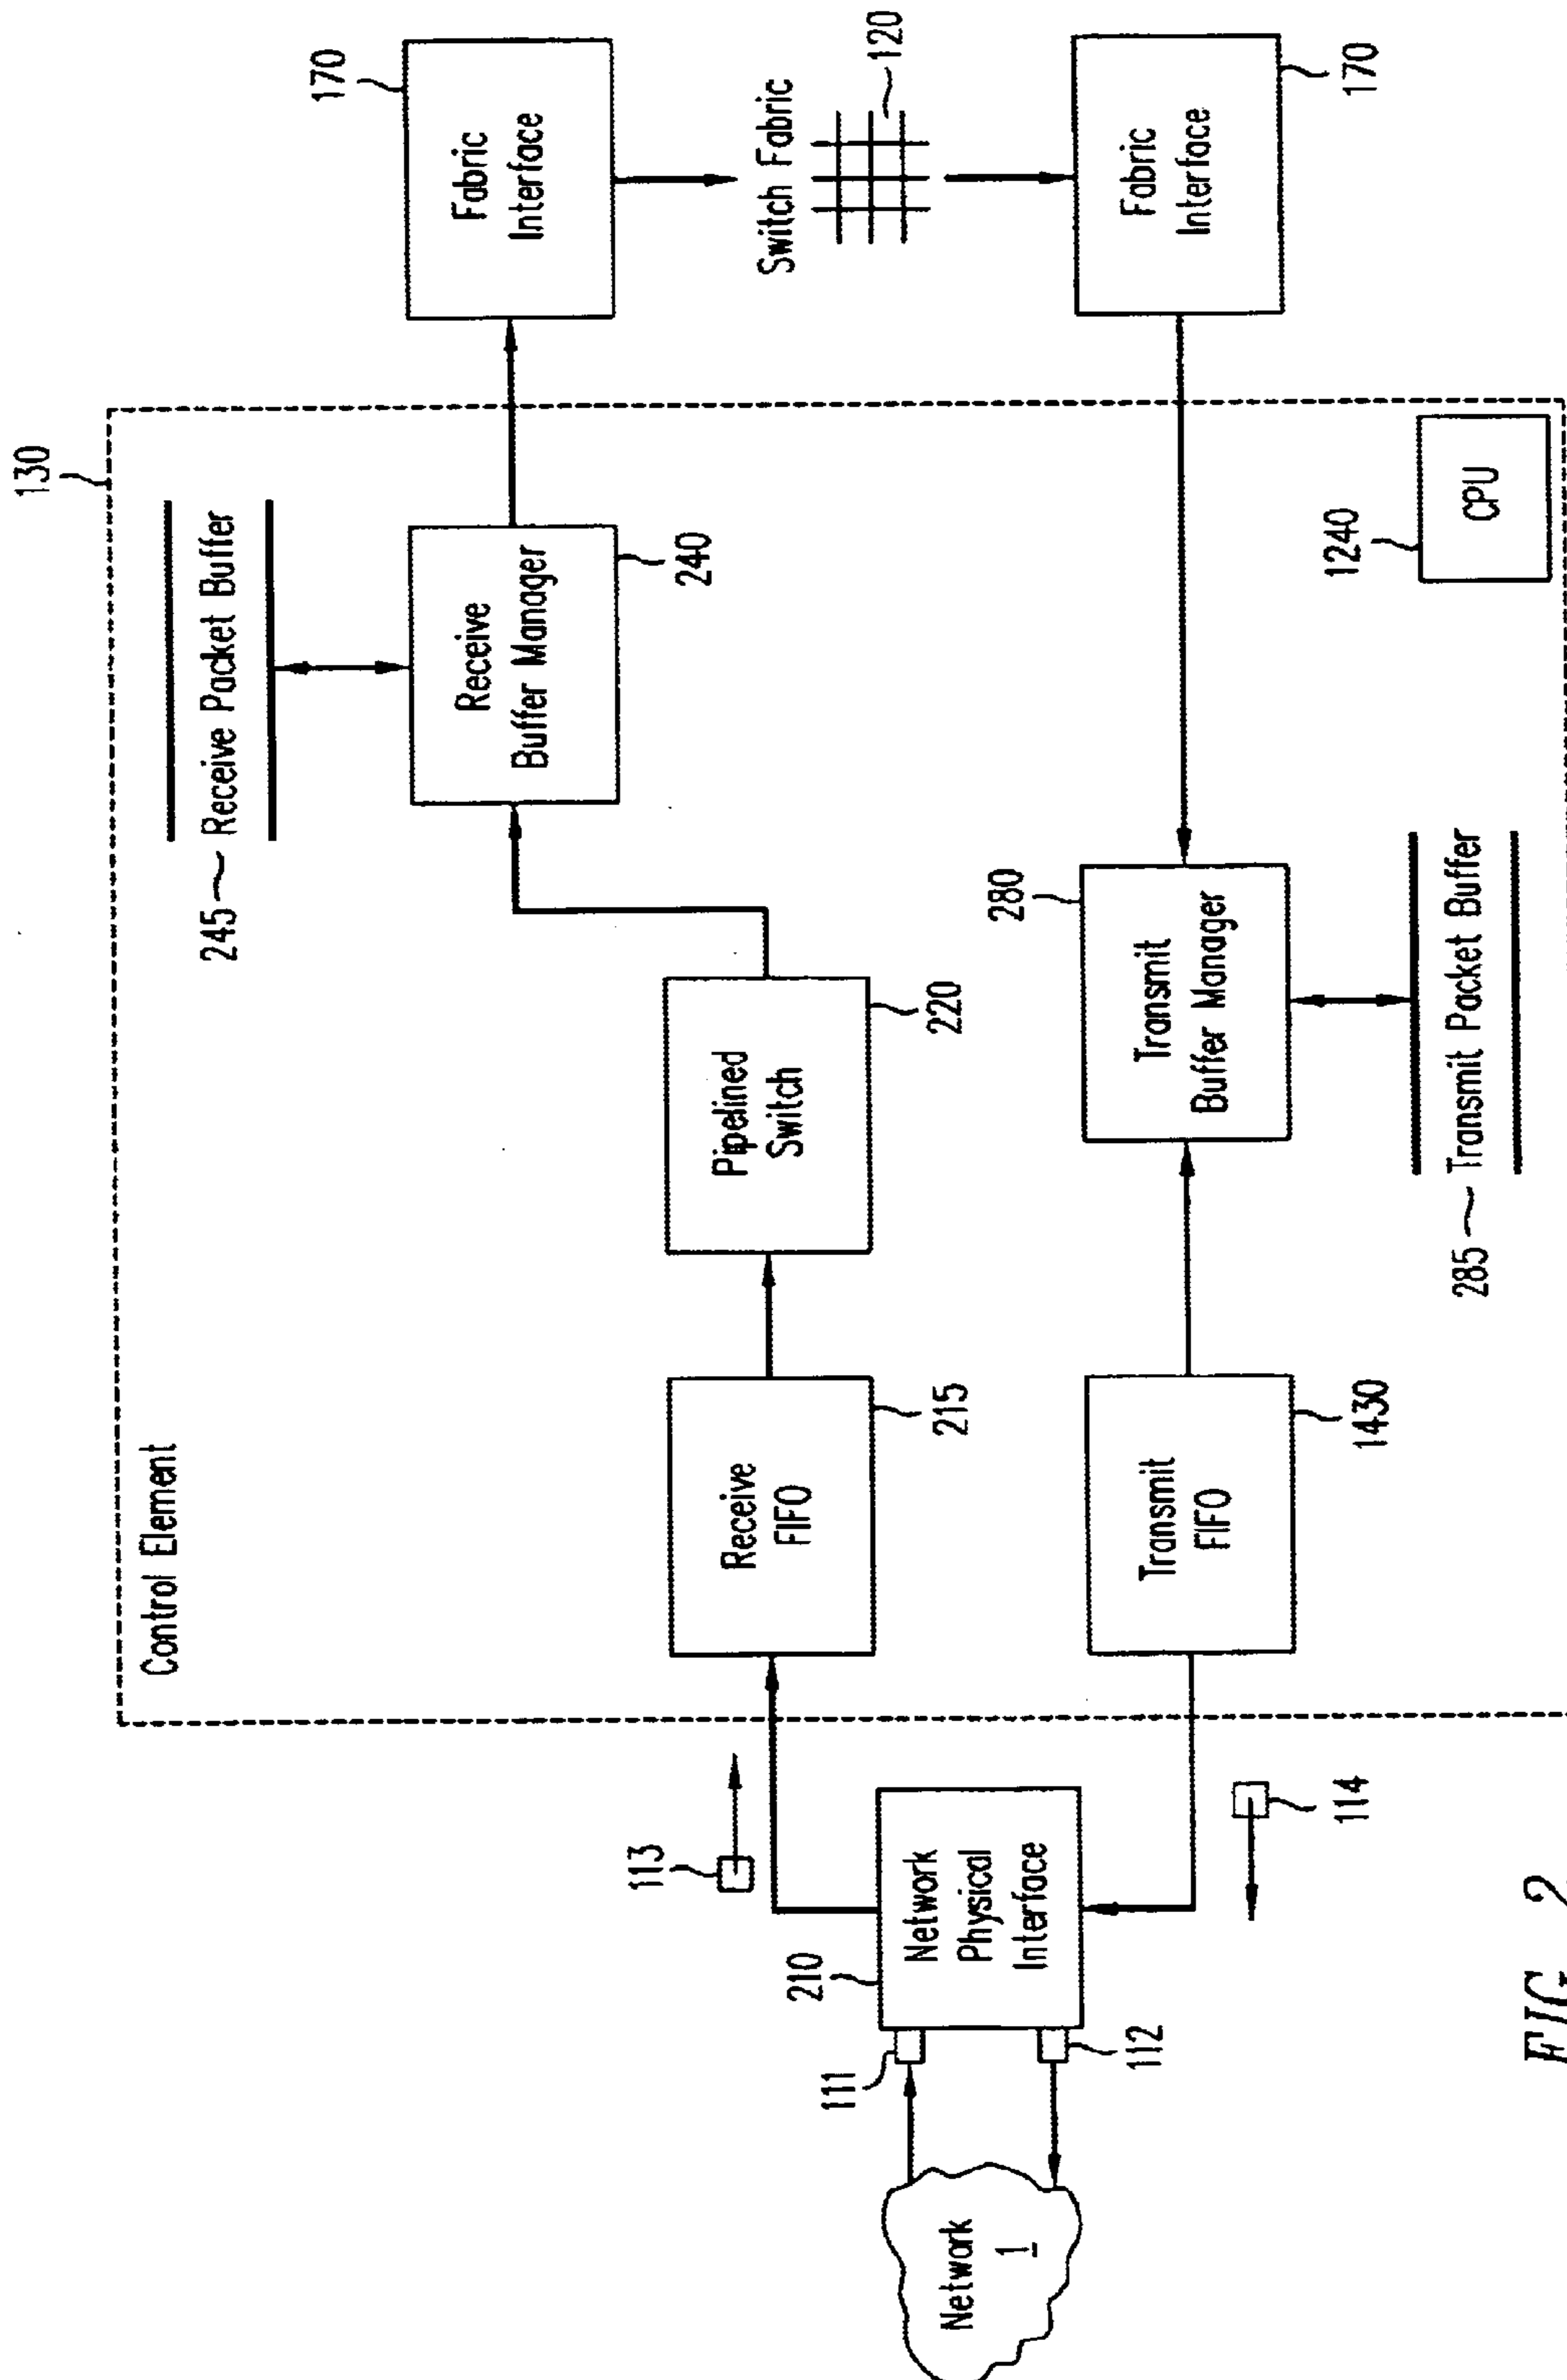 130
Control Element
245
Receive Packet Buffer
Receive
Buffer Manager
240
170
Fabric
Interface
Switch Fabric
120
Fabric
Interface
170
Pipelined
Switch
220
Receive
FIFO
215
113
210
Network
Physical
Interface
111
112
Network
1
114
Transmit
FIFO
1430
280
Transmit
Buffer Manager
285
Transmit Packet Buffer
1240
CPU
FIG. 2